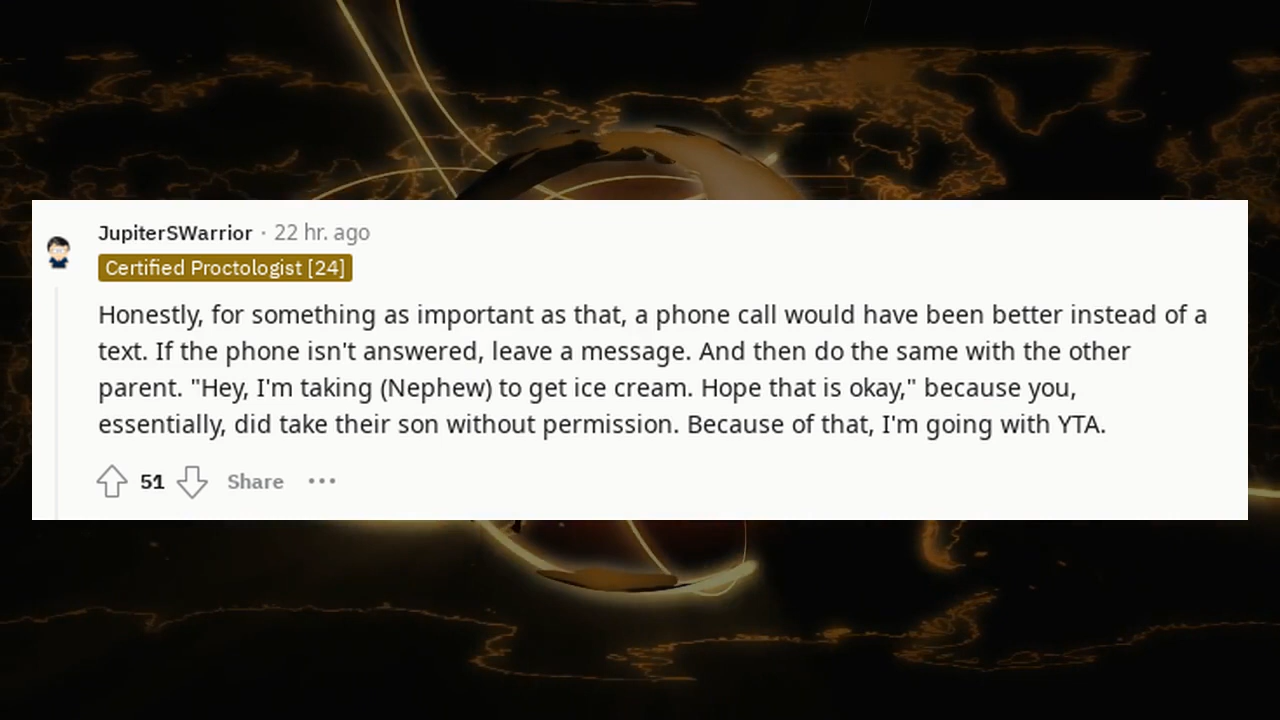 JupiterSWarrior · 22 hr. ago
Certified Proctologist [24]
Honestly, for something as important as that, a phone call would have been better instead of a
text. If the phone isn't answered, leave a message. And then do the same with the other
parent. "Hey, I'm taking (Nephew) to get ice cream. Hope that is okay," because you,
essentially, did take their son without permission. Because of that, I'm going with YTA.
51 Share